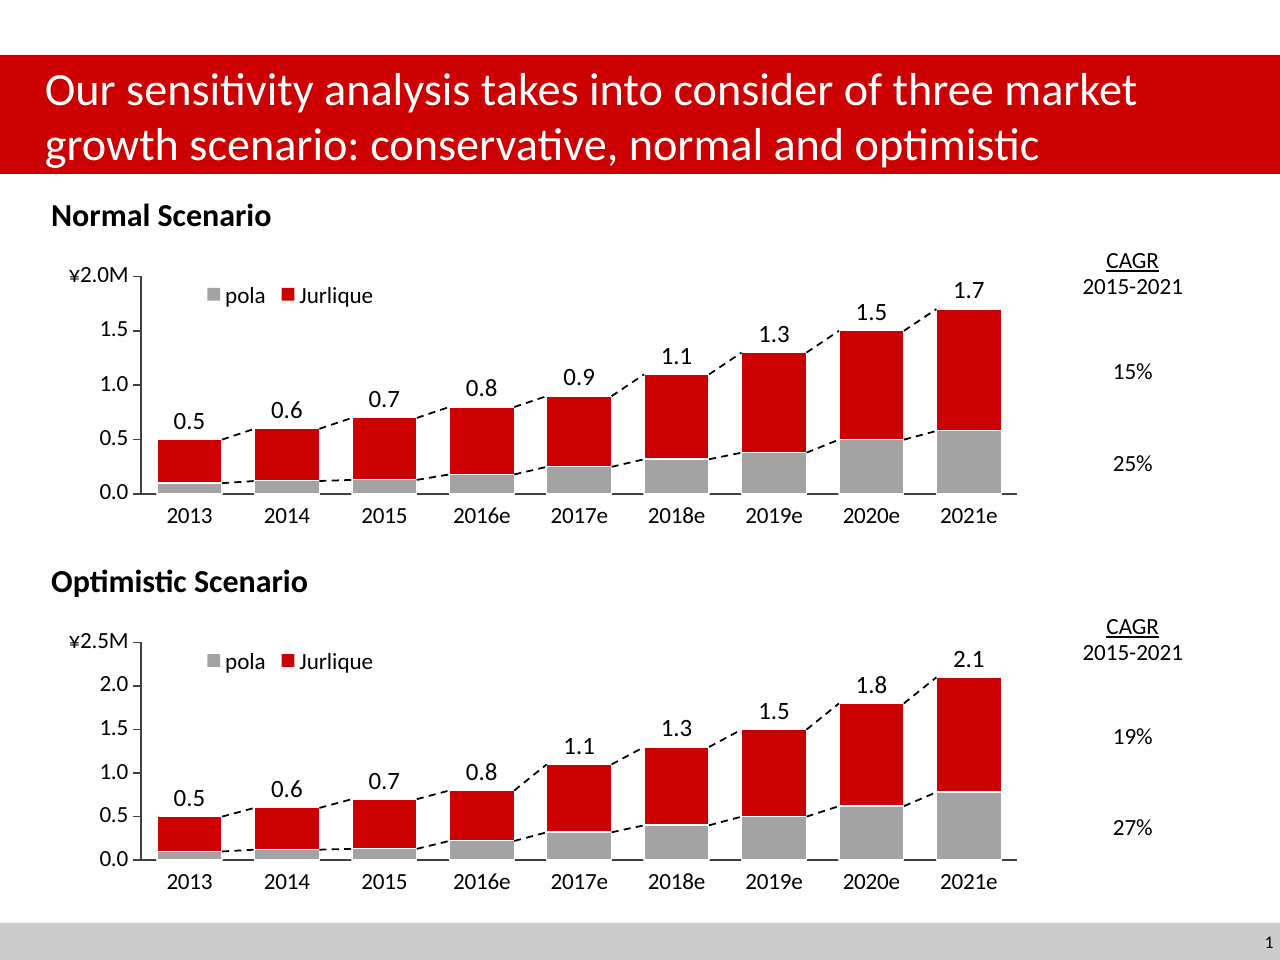 Our sensitivity analysis takes into consider of three market
growth scenario: conservative, normal and optimistic
Normal Scenario
CAGR
2015-2021
¥2.0M
1.5
1.0
0.5
0.0
pola Jurlique
0.5 0.6 0.7 0.8 0.9 1.1 1.3 1.5 1.7
15%
25%
2013 2014 2015 2016e 2017e 2018e 2019e 2020e 2021e
Optimistic Scenario
CAGR
2015-2021
¥2.5M
2.0
1.5
1.0
0.5
0.0
pola Jurlique
0.5 0.6 0.7 0.8 1.1 1.3 1.5 1.8 2.1
19%
27%
2013 2014 2015 2016e 2017e 2018e 2019e 2020e 2021e
1